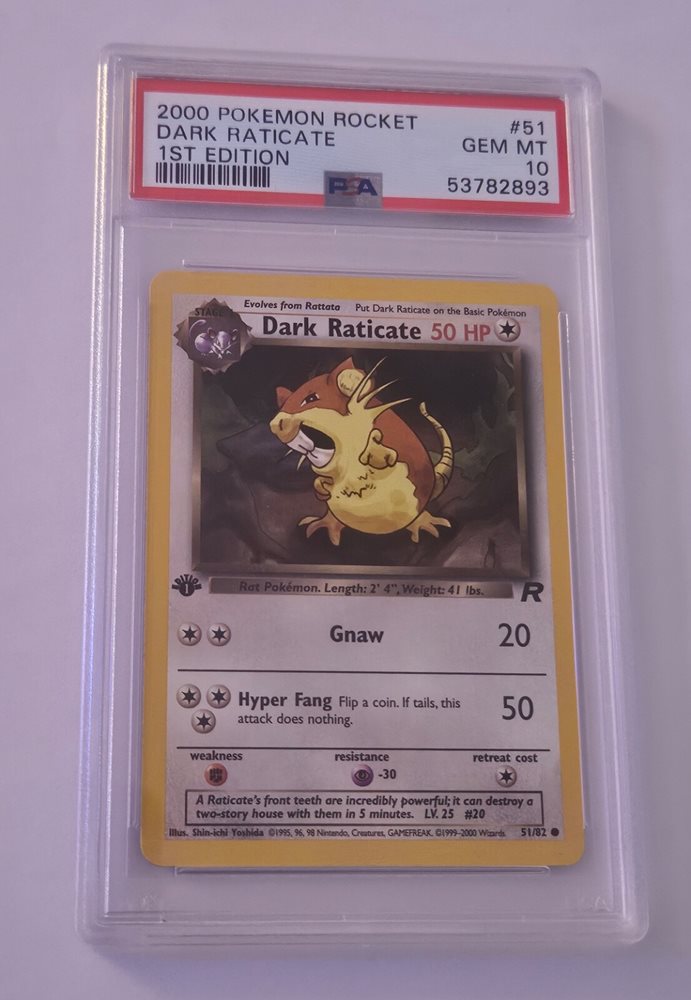 2000 POKEMON ROCKET #51
DARK RATICATE GEM MT
1ST EDITION 10
PSA 53782893
STAGE 1
Evolves from Rattata Put Dark Raticate on the Basic Pokémon
Dark Raticate 50 HP
EDITION 1
Rat Pokémon. Length: 2' 4", Weight: 41 lbs. R
Gnaw 20
Hyper Fang Flip a coin. If tails, this
attack does nothing. 50
weakness resistance retreat cost
-30
A Raticate's front teeth are incredibly powerful; it can destroy a
two-story house with them in 5 minutes. LV. 25 #20
Illus. Shin-ichi Yoshida ©1995, 96, 98 Nintendo, Creatures, GAMEFREAK. ©1999-2000 Wizards. 51/82